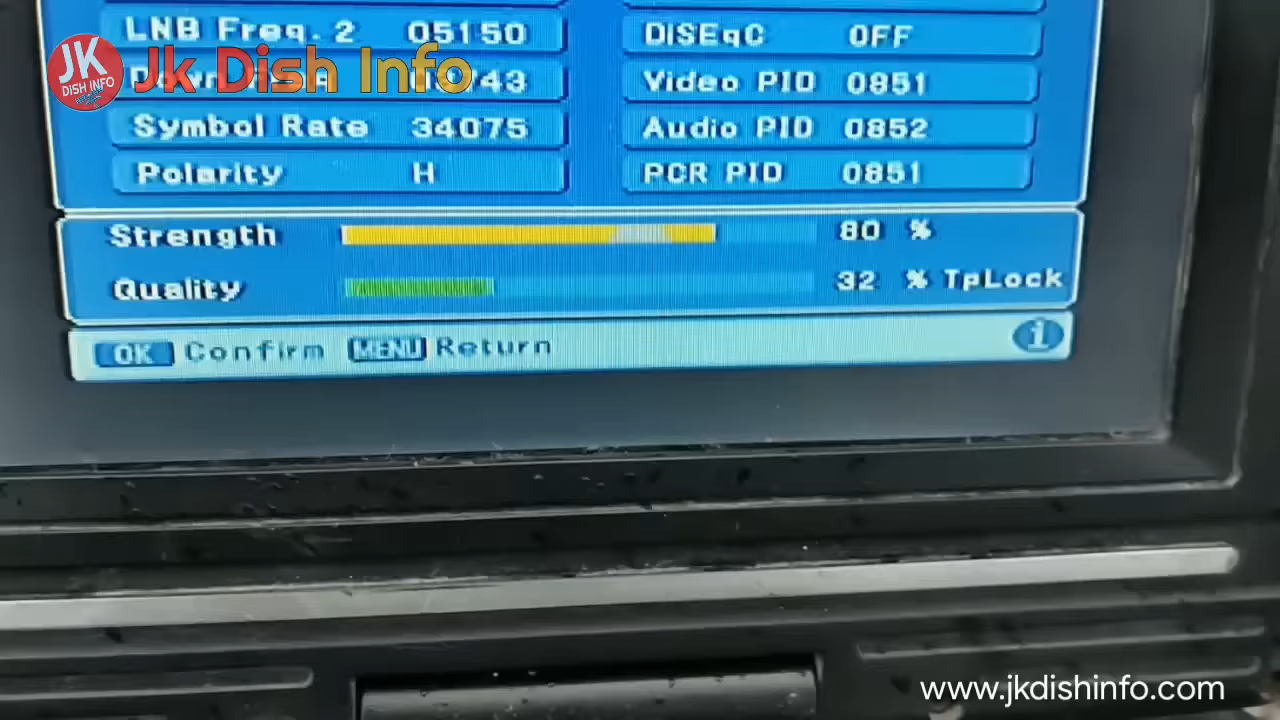 LNB Freq. 2 05150
DiSEqC OFF
JK
DISH INFO
Jk Dish Info
Video PID 0851
Symbol Rate 34075
Audio PID 0852
Polarity H
PCR PID 0851
Strength 80 %
Quality 32 % TpLock
OK Confirm MENU Return
i
www.jkdishinfo.com